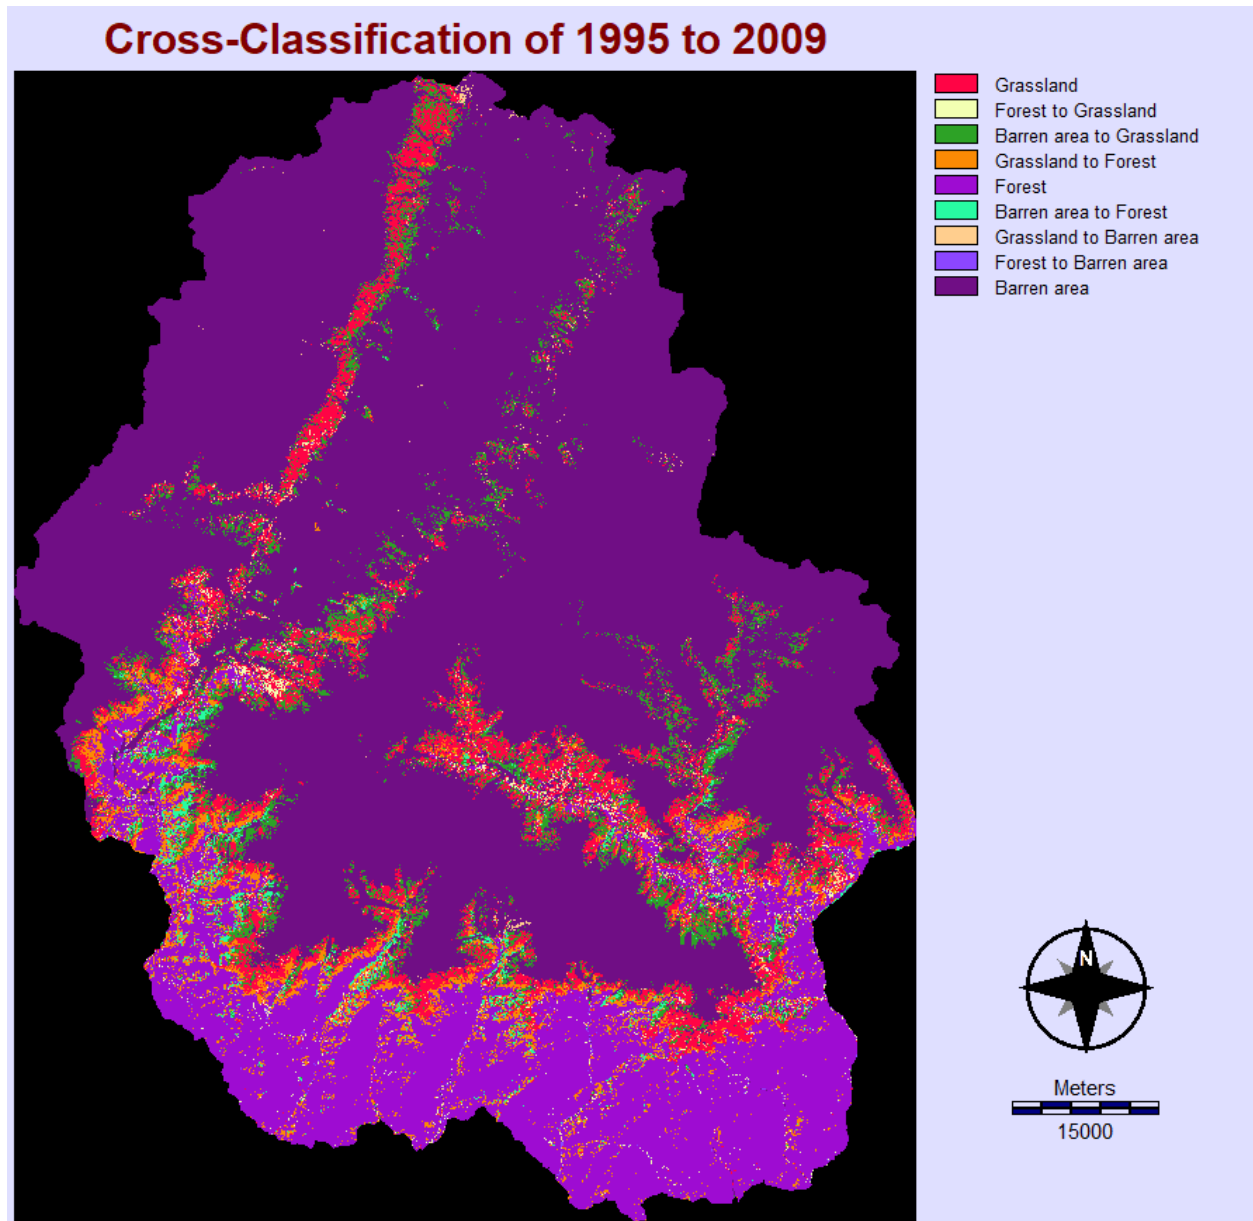 Cross-Classification of 1995 to 2009
Grassland
Forest to Grassland
Barren area to Grassland
Grassland to Forest
Forest
Barren area to Forest
Grassland to Barren area
Forest to Barren area
Barren area
N
Meters
15000